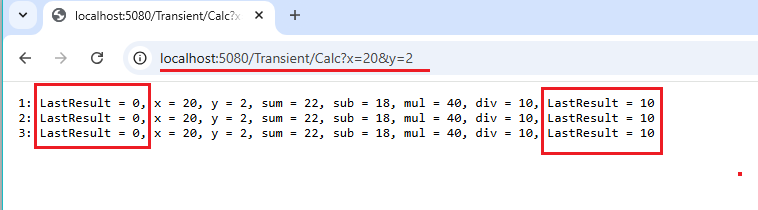 localhost:5080/Transient/Calc?x
localhost:5080/Transient/Calc?x=20&y=2
1: LastResult = 0, x = 20, y = 2, sum = 22, sub = 18, mul = 40, div = 10, LastResult = 10
2: LastResult = 0, x = 20, y = 2, sum = 22, sub = 18, mul = 40, div = 10, LastResult = 10
3: LastResult = 0, x = 20, y = 2, sum = 22, sub = 18, mul = 40, div = 10, LastResult = 10